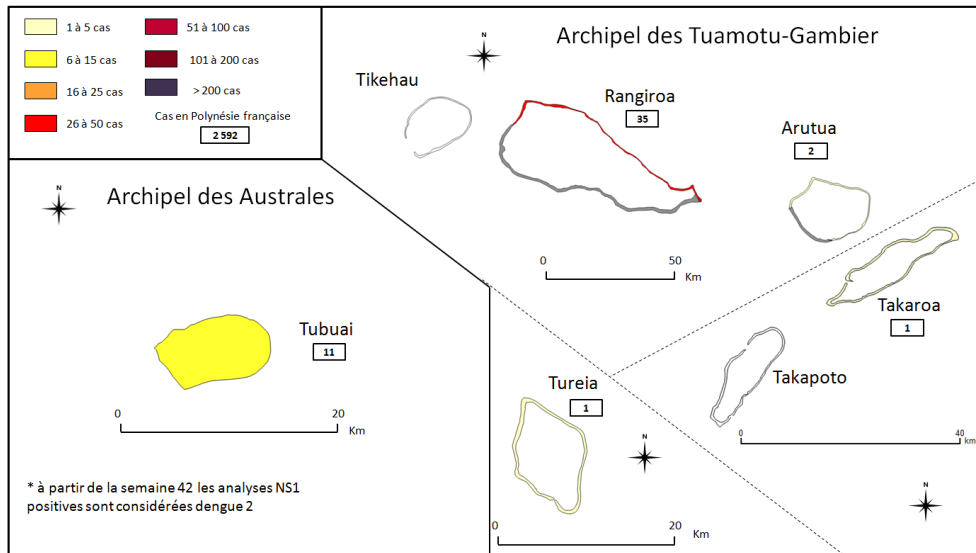 1 à 5 cas
6 à 15 cas
16 à 25 cas
26 à 50 cas
51 à 100 cas
101 à 200 cas
> 200 cas
Cas en Polynésie française
2 592
Archipel des Tuamotu-Gambier
N
Tikehau
Rangiroa
35
Arutua
2
0 50
Km
Takaroa
1
Takapoto
0 40
km
N
Archipel des Australes
N
Tubuai
11
0 20
Km
* à partir de la semaine 42 les analyses NS1
positives sont considérées dengue 2
Tureia
1
N
0 20
Km